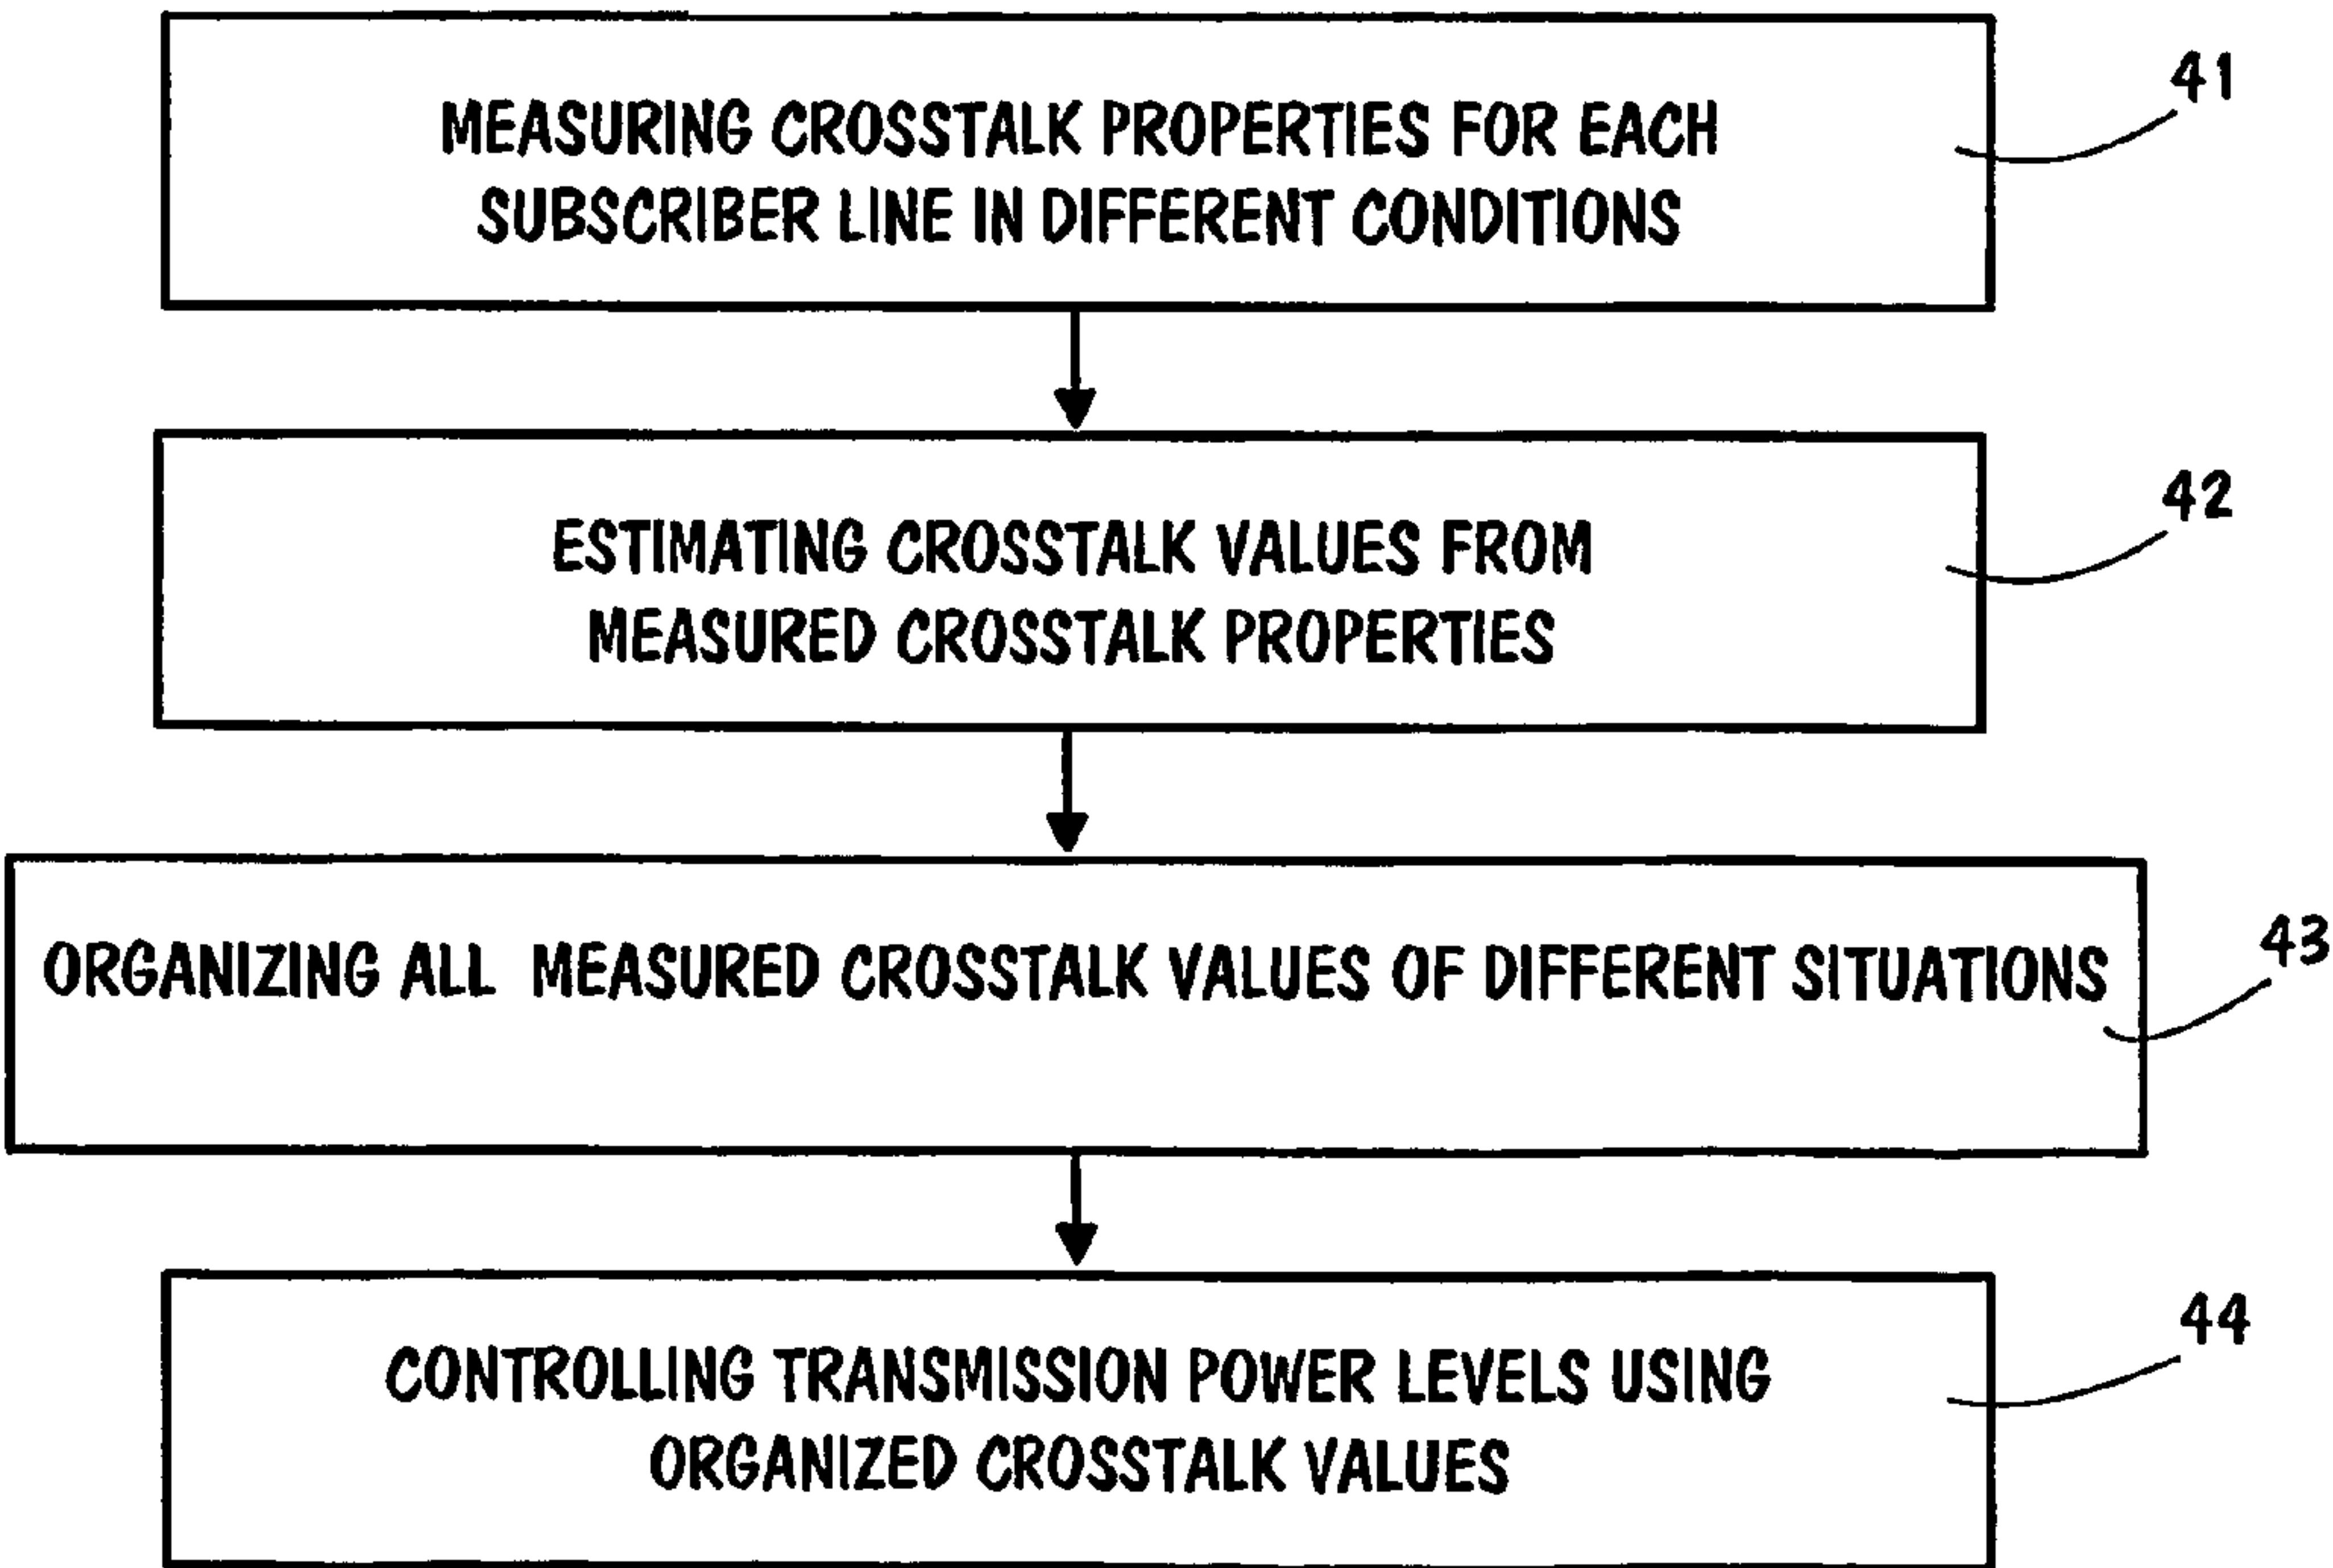 41
MEASURING CROSSTALK PROPERTIES FOR EACH
SUBSCRIBER LINE IN DIFFERENT CONDITIONS
42
ESTIMATING CROSSTALK VALUES FROM
MEASURED CROSSTALK PROPERTIES
43
ORGANIZING ALL MEASURED CROSSTALK VALUES OF DIFFERENT SITUATIONS
44
CONTROLLING TRANSMISSION POWER LEVELS USING
ORGANIZED CROSSTALK VALUES